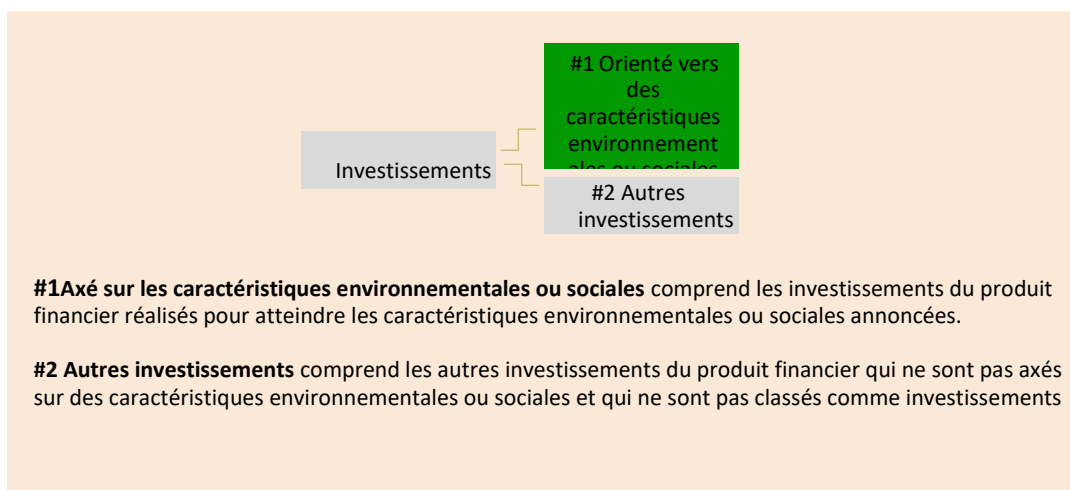 #1 Orienté vers
des
caractéristiques
environnement
ales ou sociales
Investissements
#2 Autres
investissements
#1Axé sur les caractéristiques environnementales ou sociales comprend les investissements du produit
financier réalisés pour atteindre les caractéristiques environnementales ou sociales annoncées.
#2 Autres investissements comprend les autres investissements du produit financier qui ne sont pas axés
sur des caractéristiques environnementales ou sociales et qui ne sont pas classés comme investissements